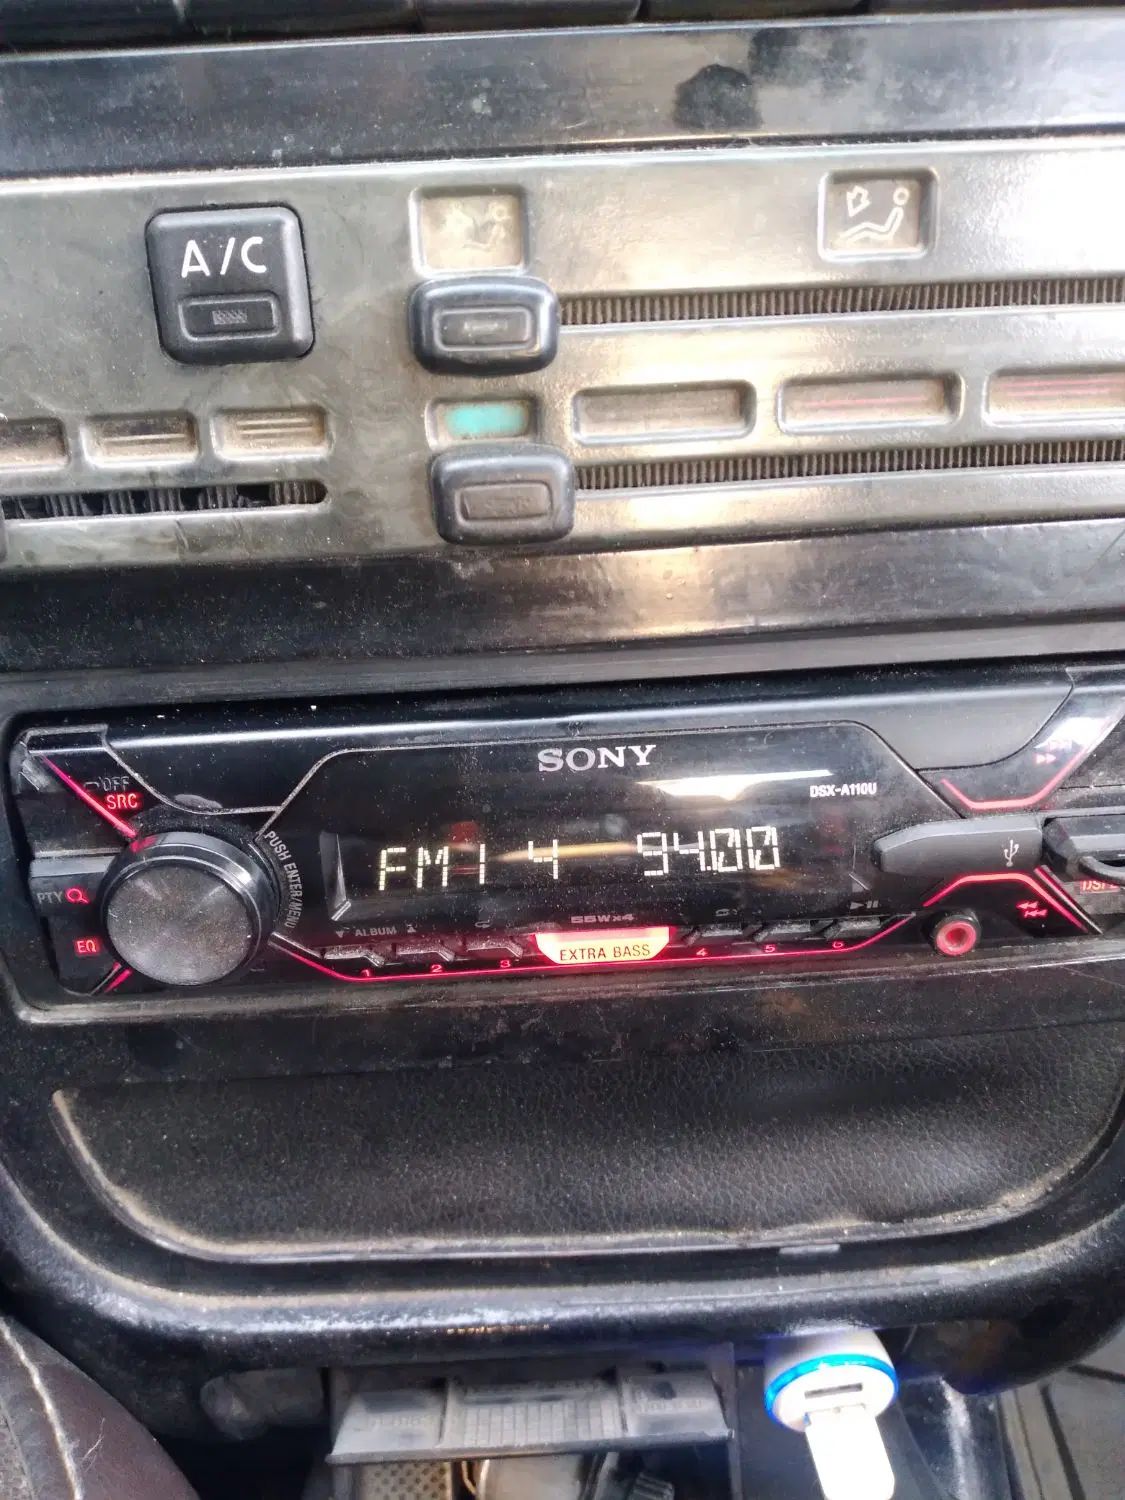 A/C
SONY
DSX-A110U
OFF
SRC
PUSH ENTER/MENU
FM1 4 94.00
PTY
EQ
DSPL
ALBUM
55W×4
EXTRA BASS
1 2 3 4 5 6